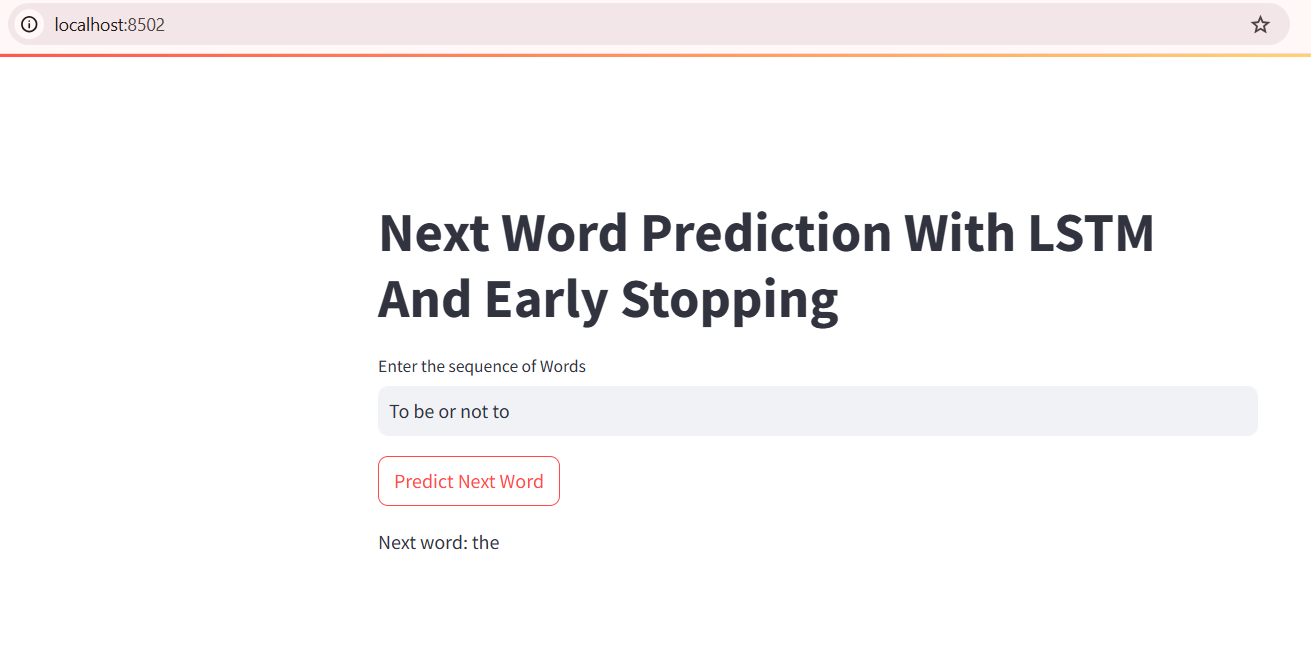 localhost:8502
Next Word Prediction With LSTM
And Early Stopping
Enter the sequence of Words
To be or not to
Predict Next Word
Next word: the